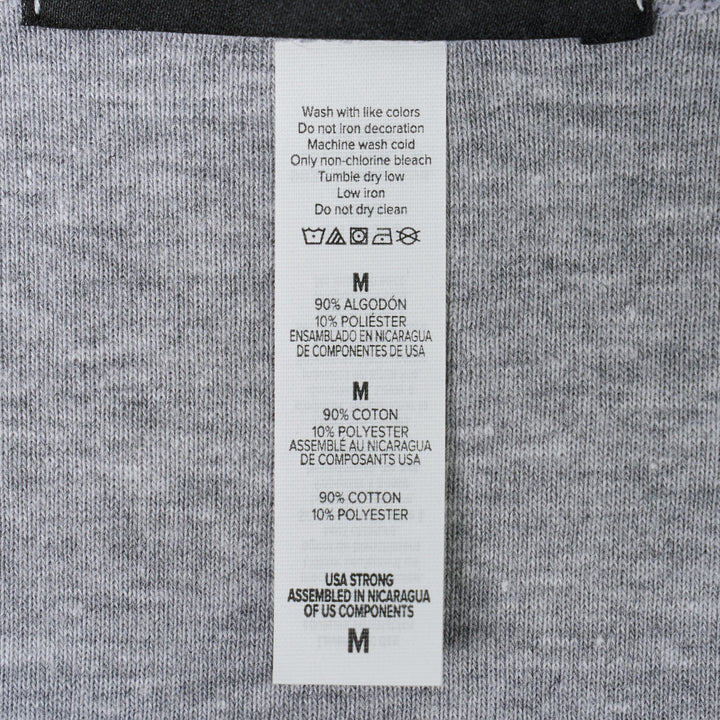 Wash with like colors
Do not iron decoration
Machine wash cold
Only non-chlorine bleach
Tumble dry low
Low iron
Do not dry clean
M
90% ALGODÓN
10% POLIÉSTER
ENSAMBLADO EN NICARAGUA
DE COMPONENTES DE USA
M
90% COTON
10% POLYESTER
ASSEMBLÉ AU NICARAGUA
DE COMPOSANTS USA
90% COTTON
10% POLYESTER
USA STRONG
ASSEMBLED IN NICARAGUA
OF US COMPONENTS
M